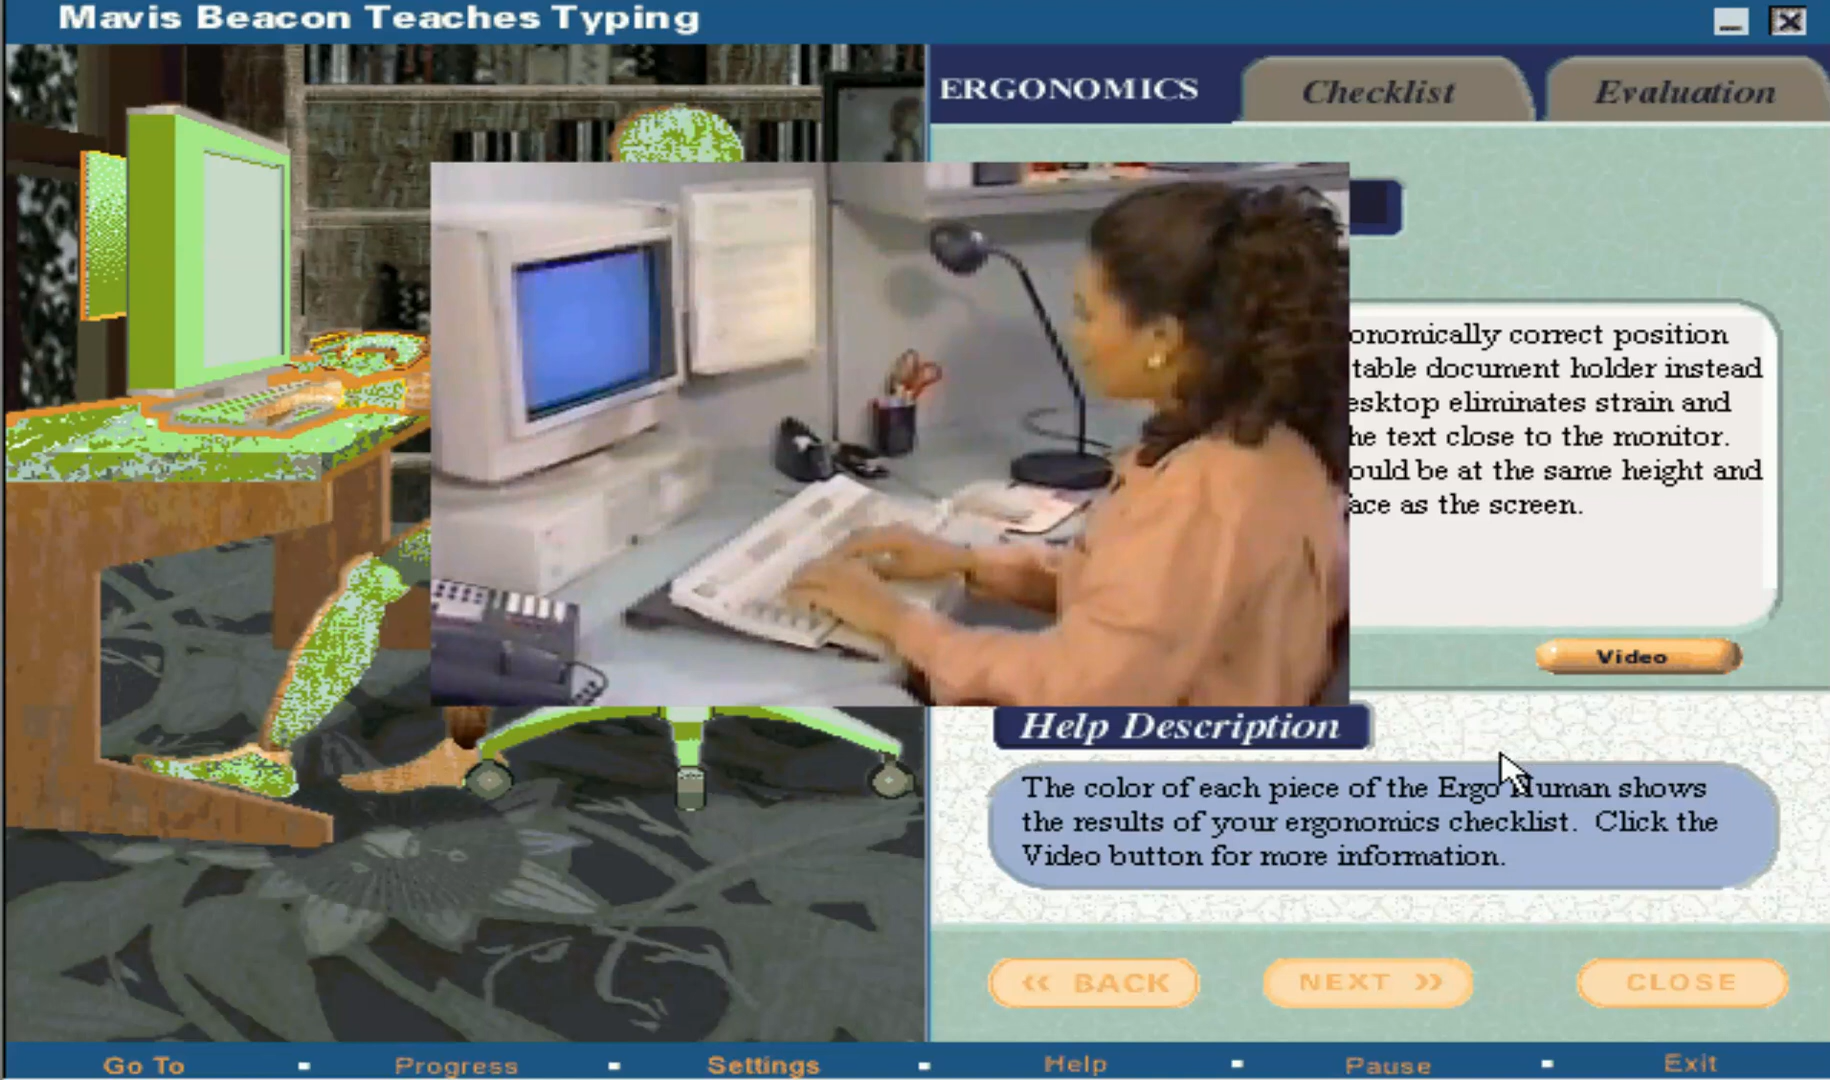 Mavis Beacon Teaches Typing
ERGONOMICS
Checklist
Evaluation
onomically correct position
table document holder instead
esktop eliminates strain and
he text close to the monitor.
ould be at the same height and
ace as the screen.
Video
Help Description
The color of each piece of the Ergo Human shows
the results of your ergonomics checklist. Click the
Video button for more information.
« BACK
NEXT »
CLOSE
Go To
Progress
Settings
Help
Pause
Exit